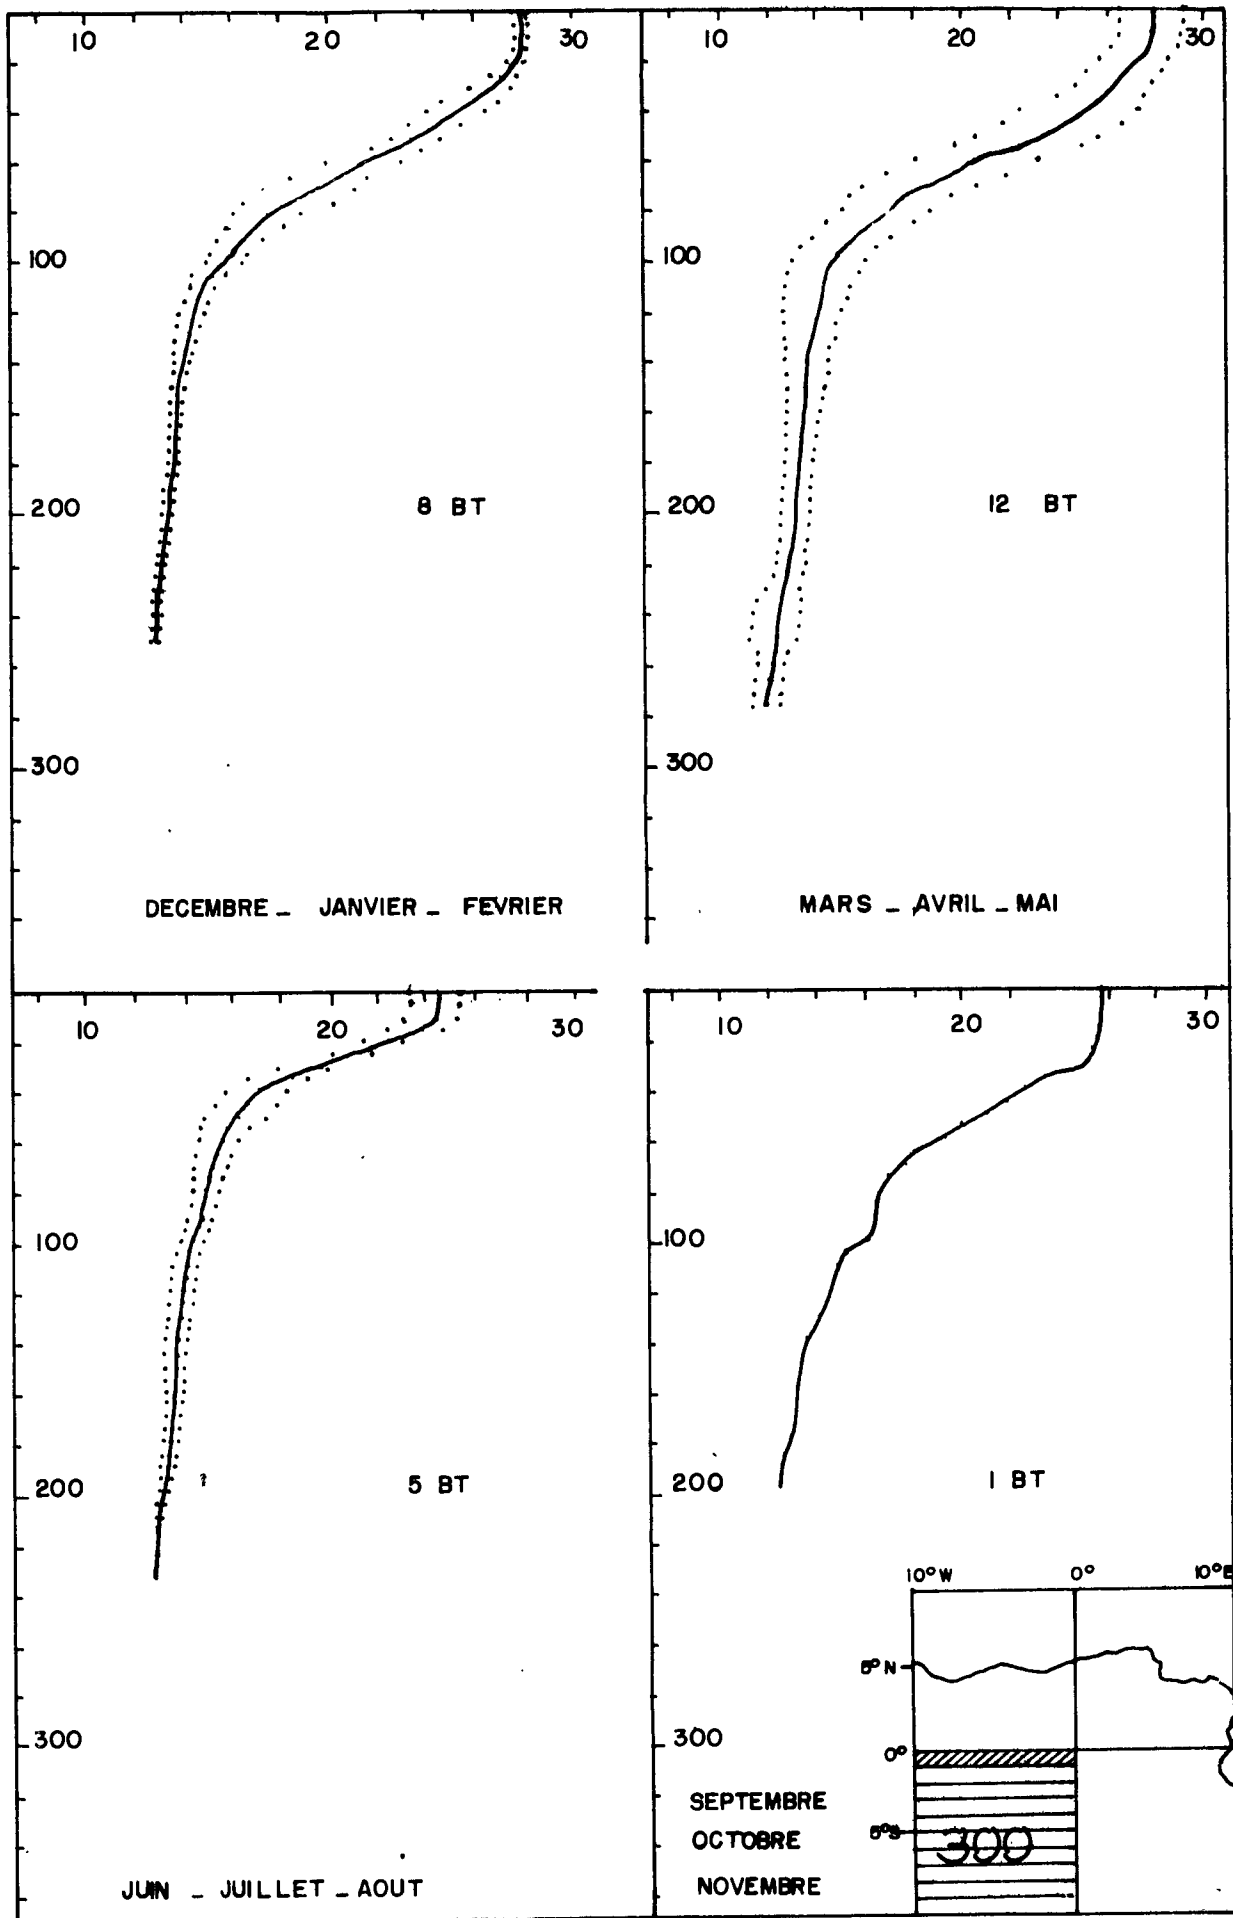 10 20 30
100
200
8 BT
300
DECEMBRE _ JANVIER _ FEVRIER
10 20 30
100
200
12 BT
300
MARS _ AVRIL _ MAI
10 20 30
100
200
5 BT
300
JUIN _ JUILLET _ AOUT
10 20 30
100
200
1 BT
300
SEPTEMBRE
OCTOBRE
NOVEMBRE
10° W 0° 10° E
5° N
0°
5° S
300